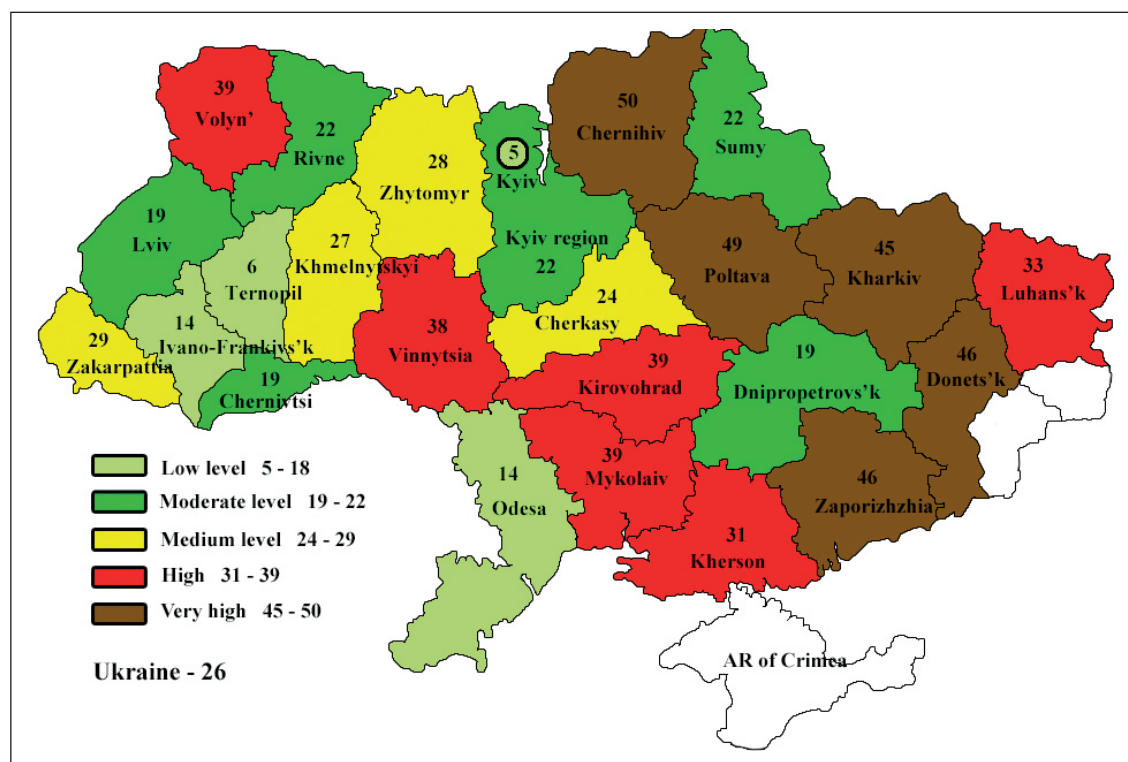 39
Volyn’
22
Rivne
28
Zhytomyr
5
Kyiv
50
Chernihiv
22
Sumy
19
Lviv
6
Ternopil
27
Khmelnytskyi
Kyiv region
22
49
Poltava
45
Kharkiv
33
Luhans’k
29
Zakarpattia
14
Ivano-Frankivs’k
19
Chernivtsi
38
Vinnytsia
24
Cherkasy
39
Kirovohrad
19
Dnipropetrovs’k
46
Donets’k
14
Odesa
39
Mykolaiv
31
Kherson
46
Zaporizhzhia
AR of Crimea
Low level 5 - 18
Moderate level 19 - 22
Medium level 24 - 29
High 31 - 39
Very high 45 - 50
Ukraine - 26